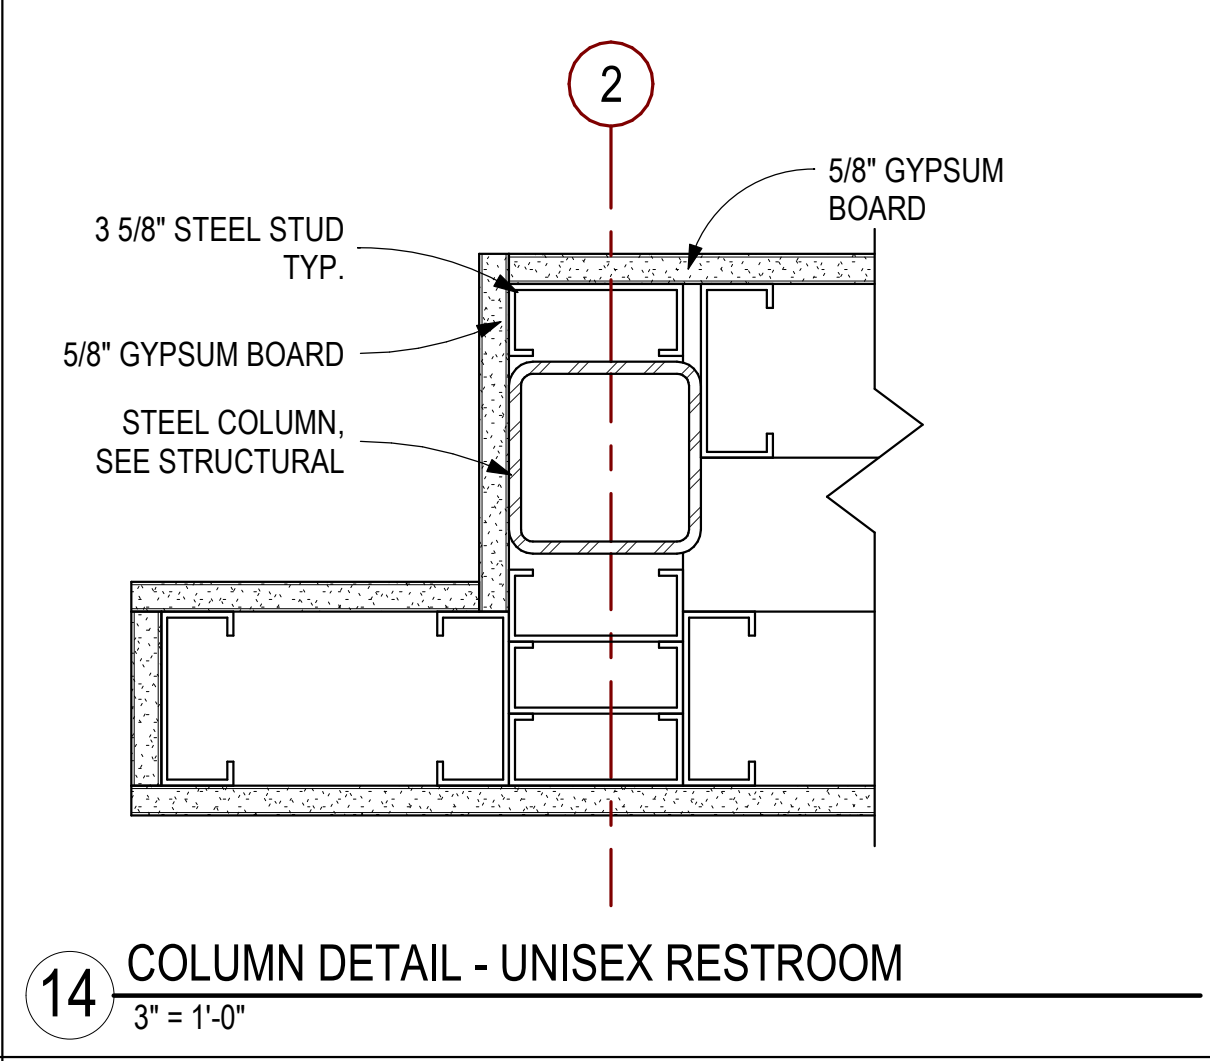 2
5/8" GYPSUM
BOARD
3 5/8" STEEL STUD
TYP.
5/8" GYPSUM BOARD
STEEL COLUMN,
SEE STRUCTURAL
14
COLUMN DETAIL - UNISEX RESTROOM
3" = 1'-0"